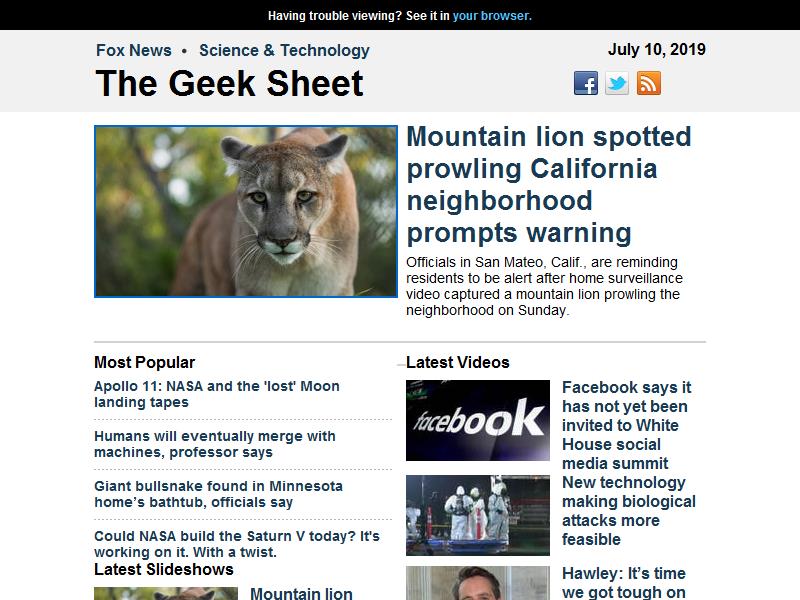 Having trouble viewing? See it in your browser.
Fox News • Science & Technology
July 10, 2019
The Geek Sheet
Mountain lion spotted
prowling California
neighborhood
prompts warning
Officials in San Mateo, Calif., are reminding
residents to be alert after home surveillance
video captured a mountain lion prowling the
neighborhood on Sunday.
Most Popular
Apollo 11: NASA and the 'lost' Moon
landing tapes
Humans will eventually merge with
machines, professor says
Giant bullsnake found in Minnesota
home’s bathtub, officials say
Could NASA build the Saturn V today? It's
working on it. With a twist.
Latest Slideshows
Mountain lion
Latest Videos
facebook
Facebook says it
has not yet been
invited to White
House social
media summit
New technology
making biological
attacks more
feasible
Hawley: It’s time
we got tough on